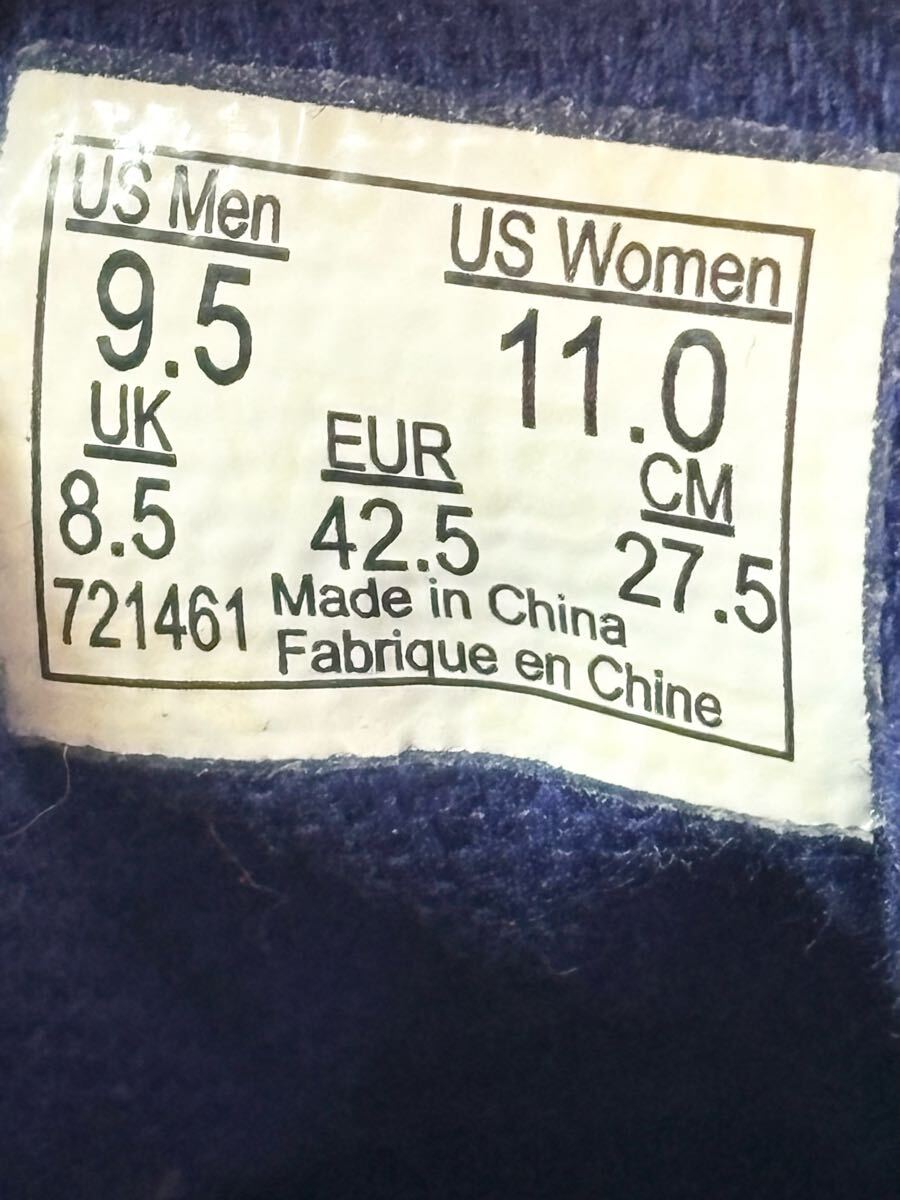 US Men US Women
9.5 11.0
UK EUR CM
8.5 42.5 27.5
721461 Made in China
Fabrique en Chine